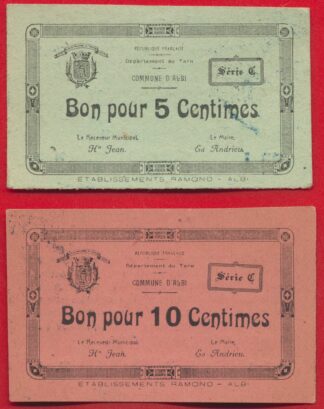 RÉPUBLIQUE FRANÇAISE
Département du Tarn
COMMUNE D'ALBI
Série C
Bon pour 5 Centimes
Le Receveur Municipal,
Le Maire,
Hte Jean.
Ed Andrieu.
ÉTABLISSEMENTS RAMOND - ALBI
RÉPUBLIQUE FRANÇAISE
Département du Tarn
COMMUNE D'ALBI
Série C
Bon pour 10 Centimes
Le Receveur Municipal,
Le Maire,
Hte Jean.
Ed Andrieu.
ÉTABLISSEMENTS RAMOND - ALBI